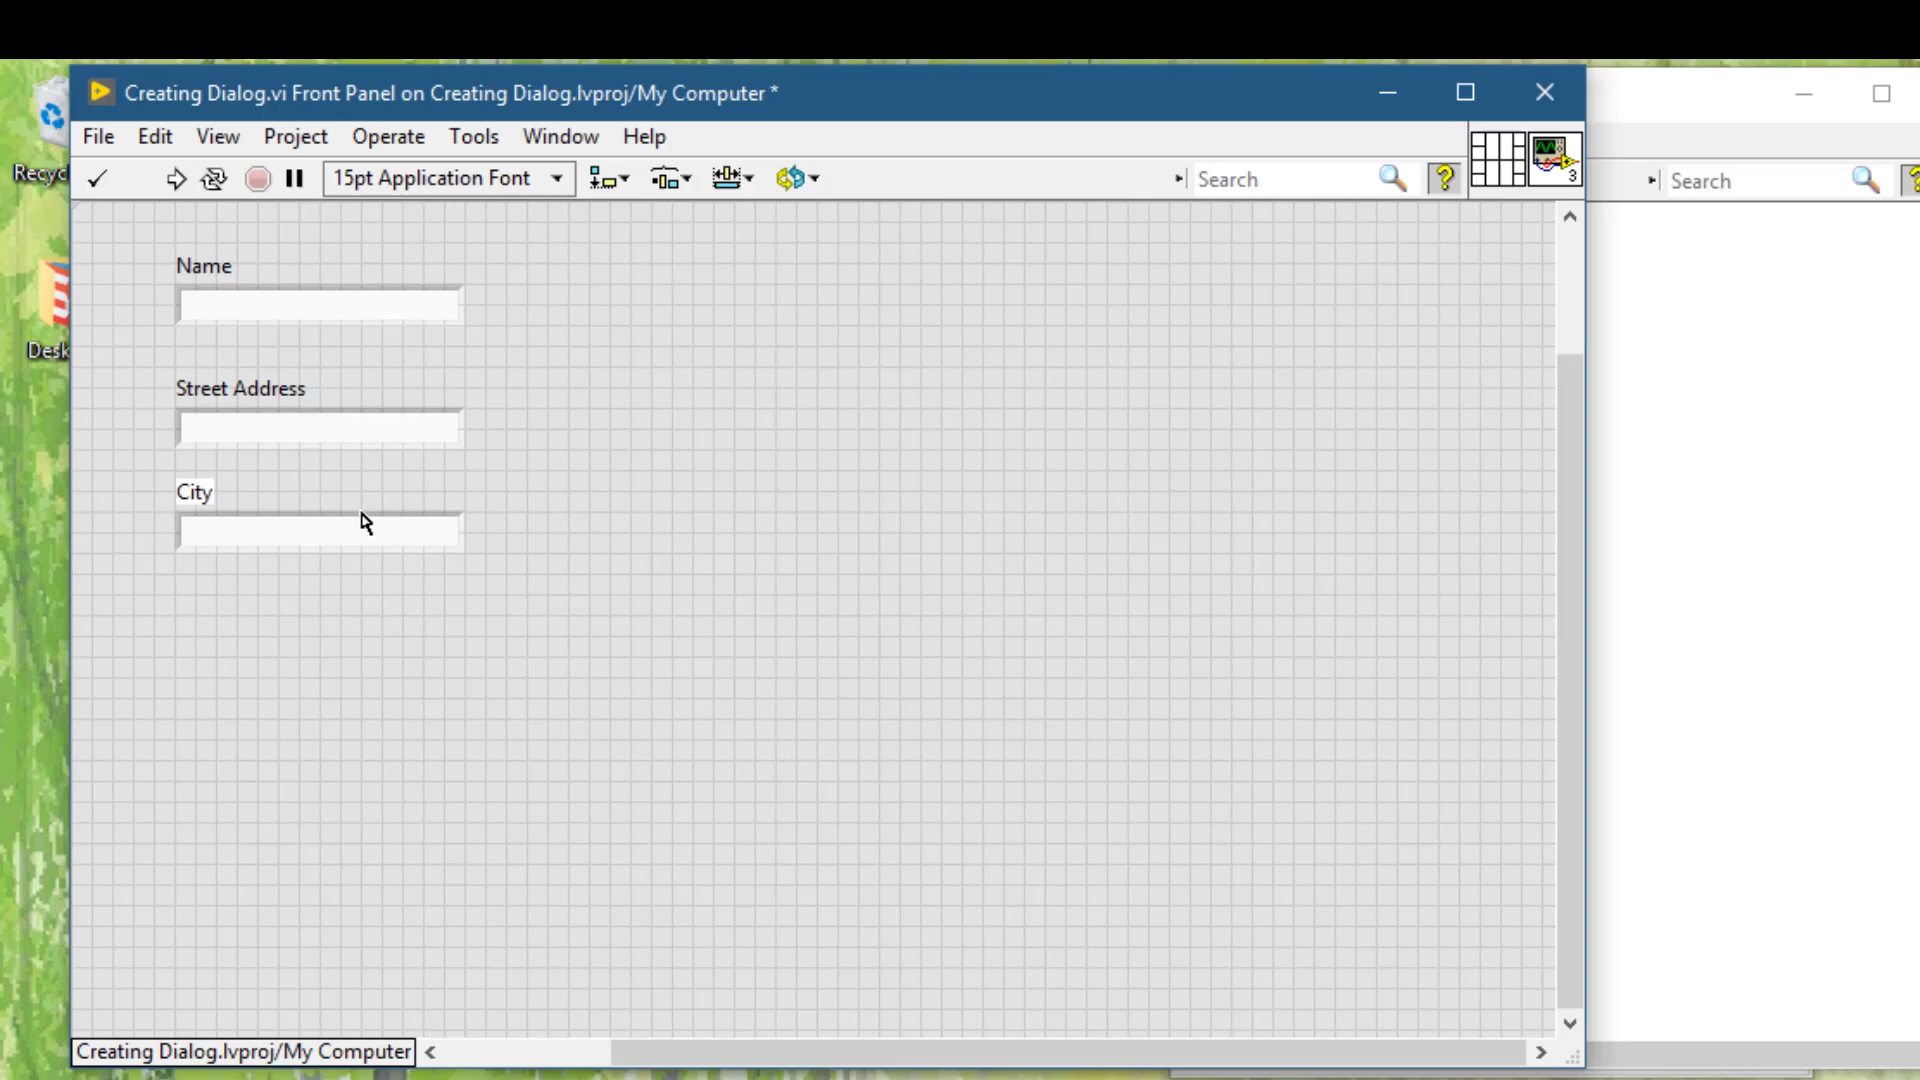 Creating Dialog.vi Front Panel on Creating Dialog.lvproj/My Computer *
File Edit View Project Operate Tools Window Help
15pt Application Font
Search
3
Search
Name
Street Address
City
Creating Dialog.lvproj/My Computer